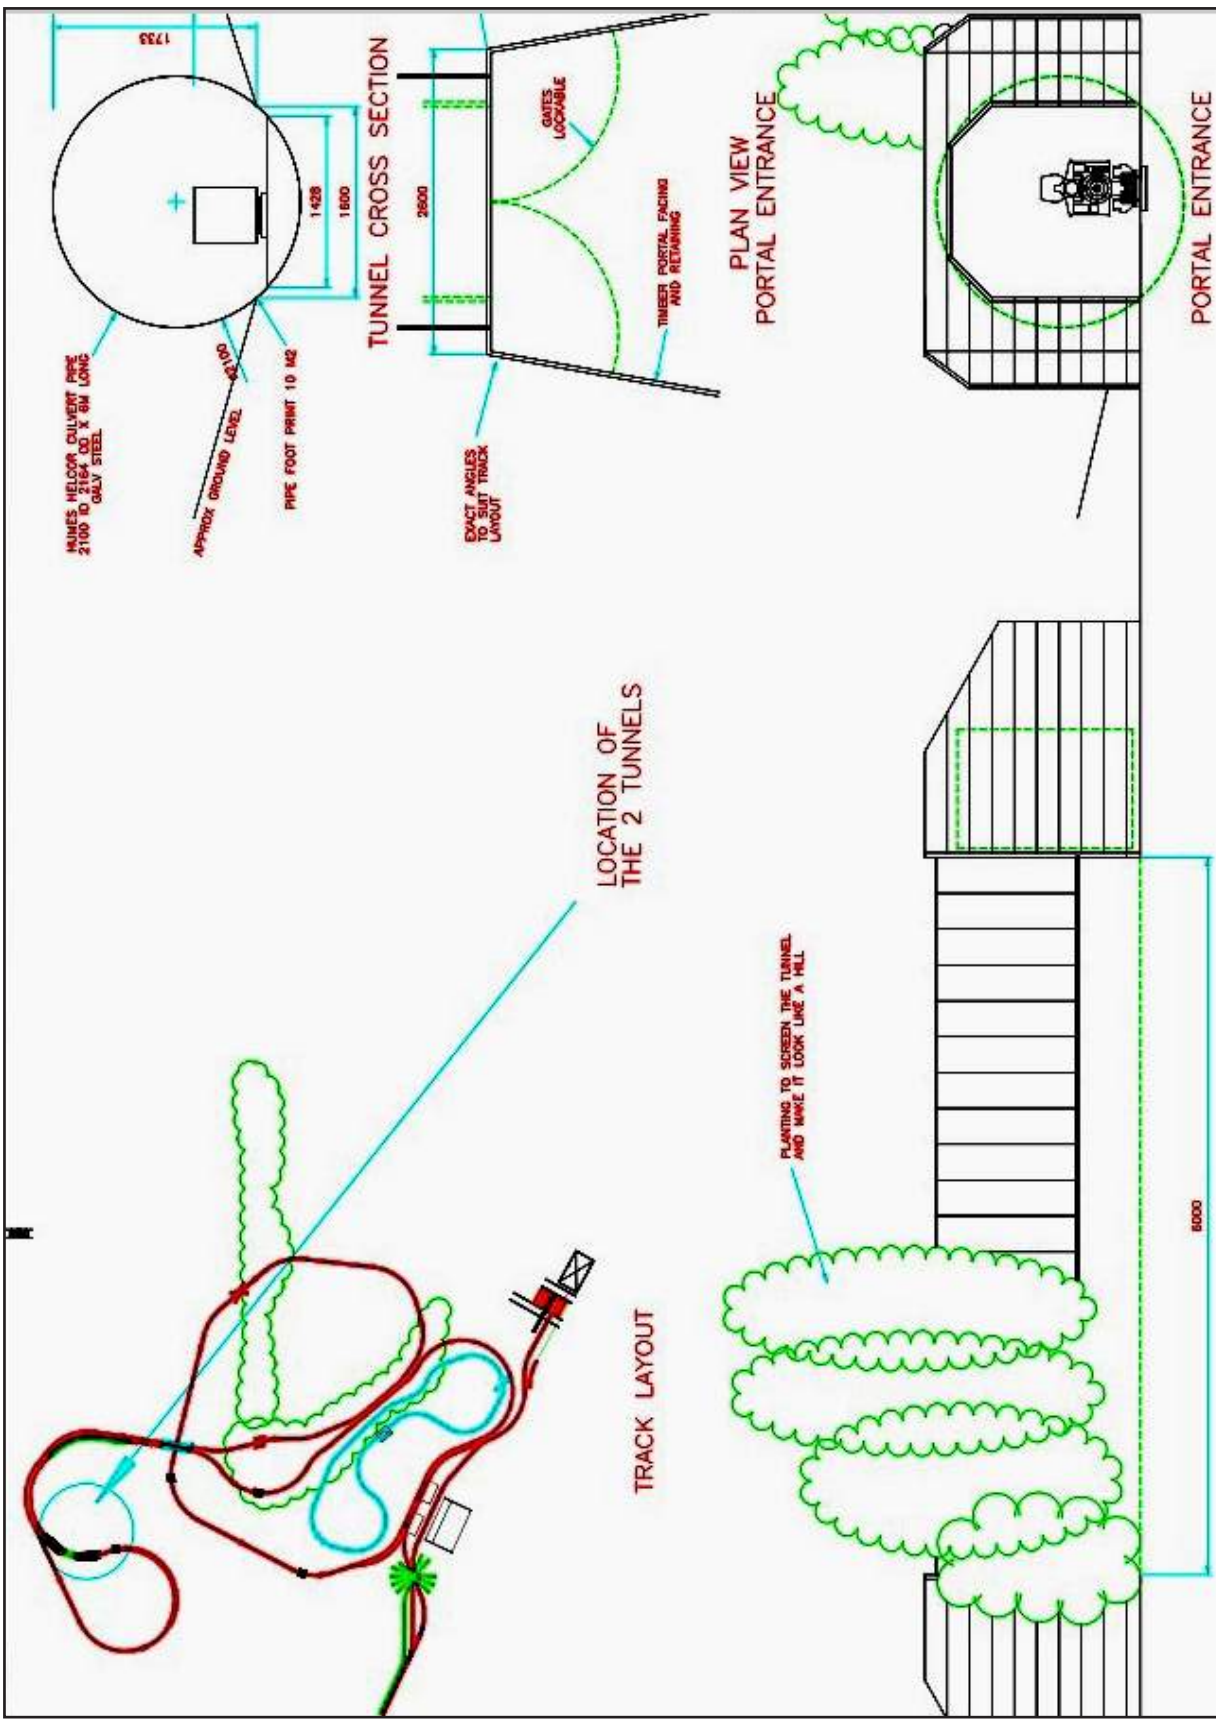 1733
HUMES HELCOR CULVERT PIPE
2100 ID 2164 OD X 6M LONG
GALV STEEL
APPROX GROUND LEVEL
PIPE FOOT PRINT 10 M2
1428
1600
TUNNEL CROSS SECTION
2600
GATES
LOCKABLE
EXACT ANGLES
TO SUIT TRACK
LAYOUT
TIMBER PORTAL FACING
AND RETAINING
PLAN VIEW
PORTAL ENTRANCE
PORTAL ENTRANCE
LOCATION OF
THE 2 TUNNELS
TRACK LAYOUT
PLANTING TO SCREEN THE TUNNEL
AND MAKE IT LOOK LIKE A HILL
6000